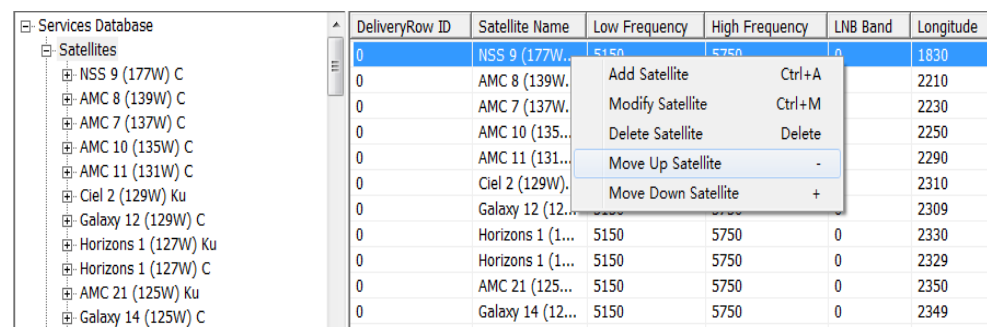 Services Database
Satellites
NSS 9 (177W) C
AMC 8 (139W) C
AMC 7 (137W) C
AMC 10 (135W) C
AMC 11 (131W) C
Ciel 2 (129W) Ku
Galaxy 12 (129W) C
Horizons 1 (127W) Ku
Horizons 1 (127W) C
AMC 21 (125W) Ku
Galaxy 14 (125W) C
DeliveryRow ID Satellite Name Low Frequency High Frequency LNB Band Longitude
0 NSS 9 (177W... 5150 5750 0 1830
0 AMC 8 (139W. 2210
0 AMC 7 (137W. 2230
0 AMC 10 (135... 2250
0 AMC 11 (131... 2290
0 Ciel 2 (129W). 2310
0 Galaxy 12 (12... 5150 5750 0 2309
0 Horizons 1 (1... 5150 5750 0 2330
0 Horizons 1 (1... 5150 5750 0 2329
0 AMC 21 (125... 5150 5750 0 2350
0 Galaxy 14 (12... 5150 5750 0 2349
Add Satellite Ctrl+A
Modify Satellite Ctrl+M
Delete Satellite Delete
Move Up Satellite -
Move Down Satellite +